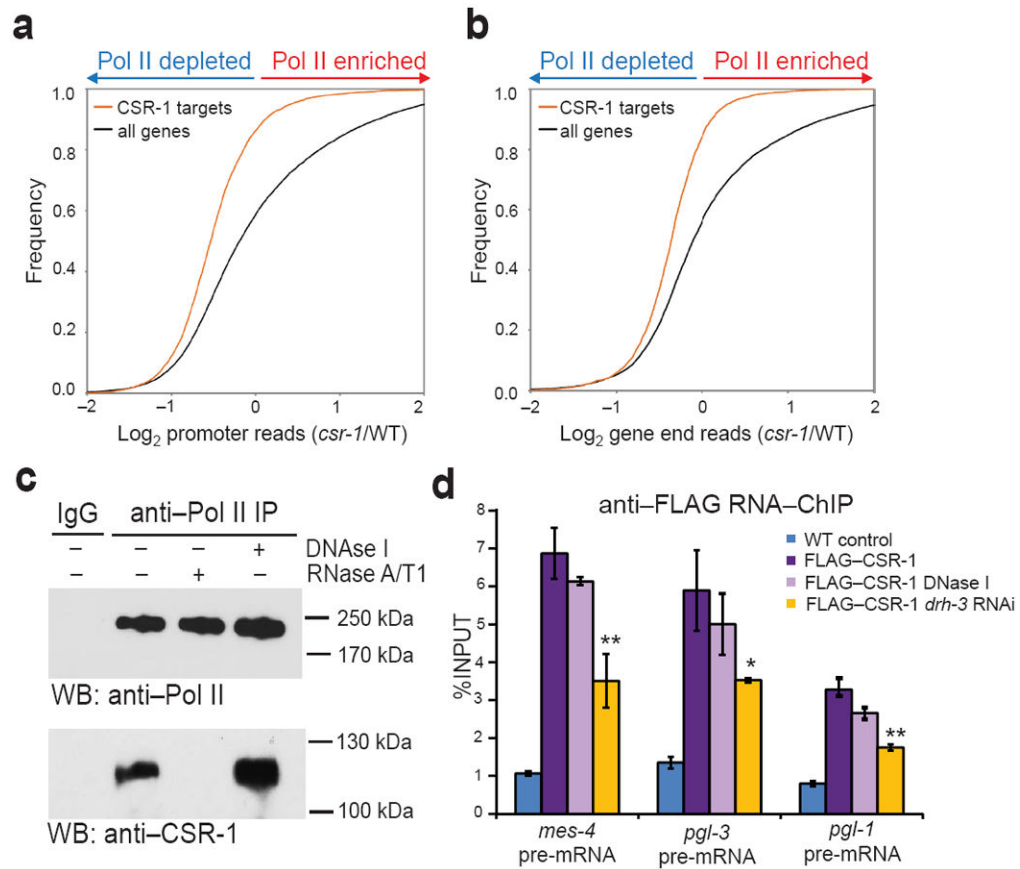 a
Pol II depleted Pol II enriched
1.0
0.8
0.6
0.4
0.2
0.0
Frequency
CSR-1 targets
all genes
−2 −1 0 1 2
Log2 promoter reads (csr-1/WT)
b
Pol II depleted Pol II enriched
1.0
0.8
0.6
0.4
0.2
0.0
Frequency
CSR-1 targets
all genes
−2 −1 0 1 2
Log2 gene end reads (csr-1/WT)
c
IgG anti–Pol II IP
– – – + DNAse I
– – + – RNase A/T1
250 kDa
170 kDa
WB: anti–Pol II
130 kDa
100 kDa
WB: anti–CSR-1
d
anti–FLAG RNA–ChIP
8
7
6
5
4
3
2
1
0
%INPUT
WT control
FLAG–CSR-1
FLAG–CSR-1 DNase I
FLAG–CSR-1 drh-3 RNAi
**
*
**
mes-4
pre-mRNA
pgl-3
pre-mRNA
pgl-1
pre-mRNA